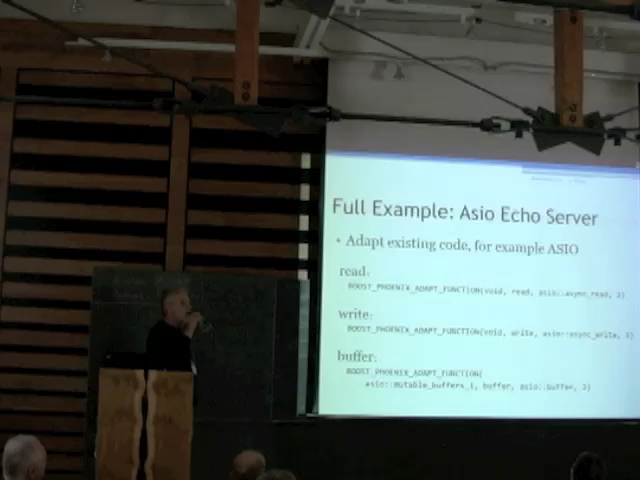 Full Example: Asio Echo Server
• Adapt existing code, for example ASIO
read:
BOOST_PHOENIX_ADAPT_FUNCTION(void, read, asio::async_read, 3)
write:
BOOST_PHOENIX_ADAPT_FUNCTION(void, write, asio::async_write, 3)
buffer:
BOOST_PHOENIX_ADAPT_FUNCTION(
asio::mutable_buffers_1, buffer, asio::buffer, 2)